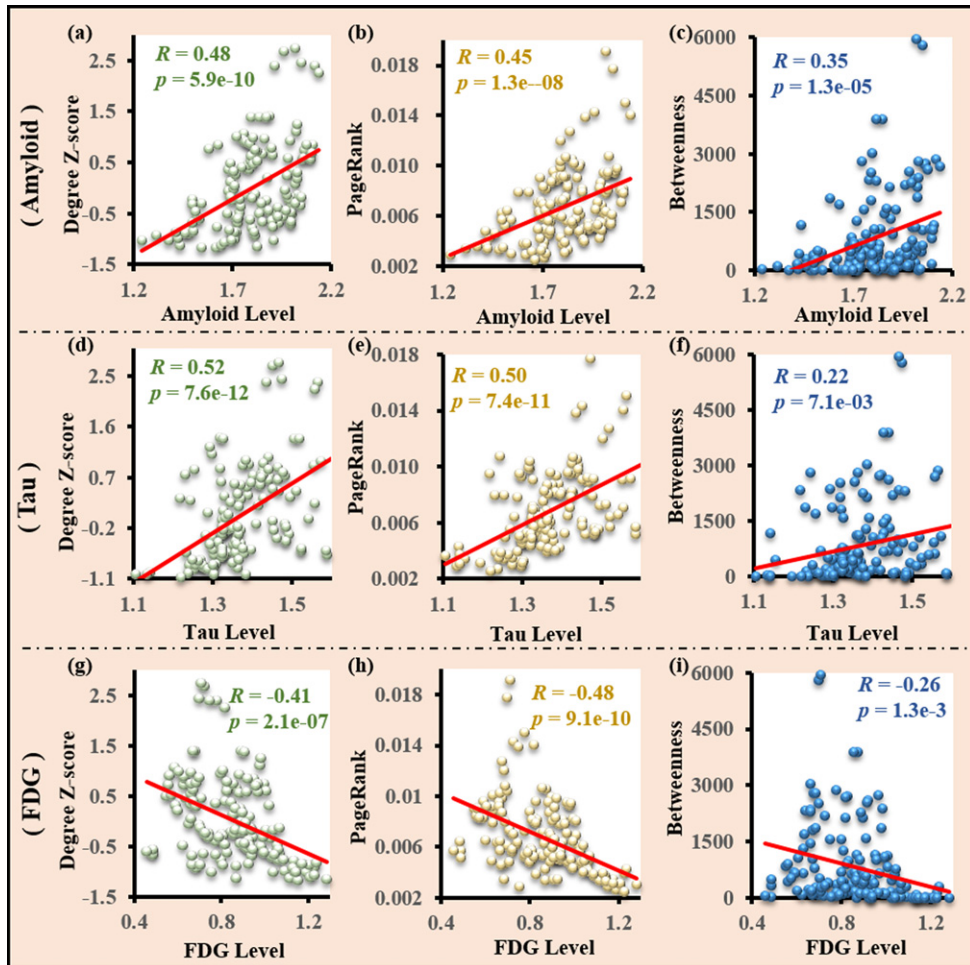 ( Amyloid )
(a)
R = 0.48
p = 5.9e-10
Degree Z-score
2.5
1.5
0.5
-0.5
-1.5
1.2 1.7 2.2
Amyloid Level
(b)
R = 0.45
p = 1.3e--08
PageRank
0.018
0.014
0.010
0.006
0.002
1.2 1.7 2.2
Amyloid Level
(c)
R = 0.35
p = 1.3e-05
Betweenness
6000
4500
3000
1500
0
1.2 1.7 2.2
Amyloid Level
( Tau )
(d)
R = 0.52
p = 7.6e-12
Degree Z-score
2.5
1.6
0.7
-0.2
-1.1
1.1 1.3 1.5
Tau Level
(e)
R = 0.50
p = 7.4e-11
PageRank
0.018
0.014
0.010
0.006
0.002
1.1 1.3 1.5
Tau Level
(f)
R = 0.22
p = 7.1e-03
Betweenness
6000
4500
3000
1500
0
1.1 1.3 1.5
Tau Level
( FDG )
(g)
R = -0.41
p = 2.1e-07
Degree Z-score
2.5
1.5
0.5
-0.5
-1.5
0.4 0.8 1.2
FDG Level
(h)
R = -0.48
p = 9.1e-10
PageRank
0.018
0.014
0.01
0.006
0.002
0.4 0.8 1.2
FDG Level
(i)
R = -0.26
p = 1.3e-3
Betweenness
6000
4500
3000
1500
0
0.4 0.8 1.2
FDG Level